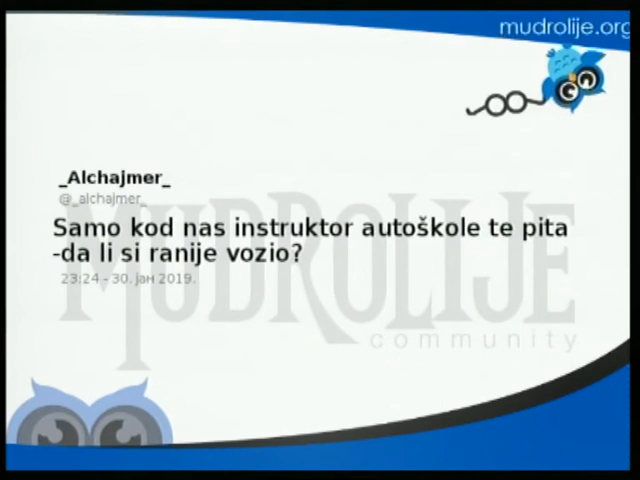 mudrolije.org
_Alchajmer_
@_alchajmer_
Samo kod nas instruktor autoškole te pita
-da li si ranije vozio?
23:24 - 30. јан 2019.
MUDROLIJE
community